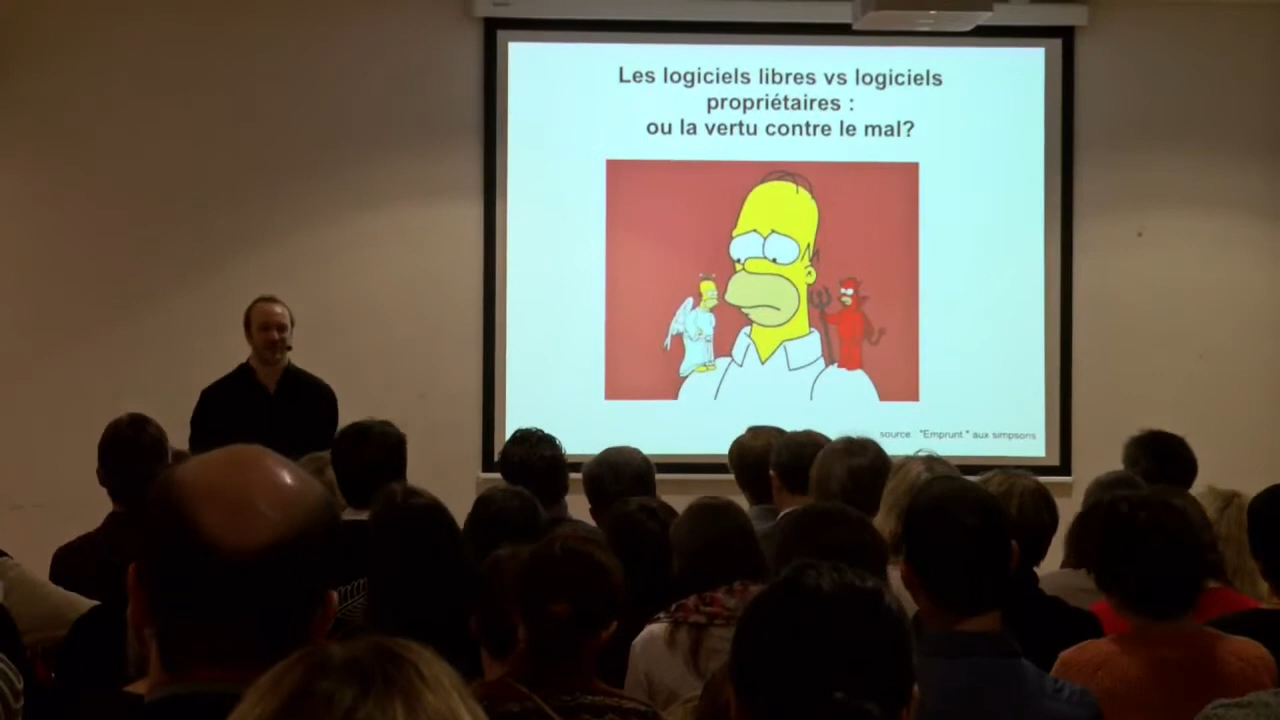 Les logiciels libres vs logiciels
propriétaires :
ou la vertu contre le mal?
source: "Emprunt " aux simpsons